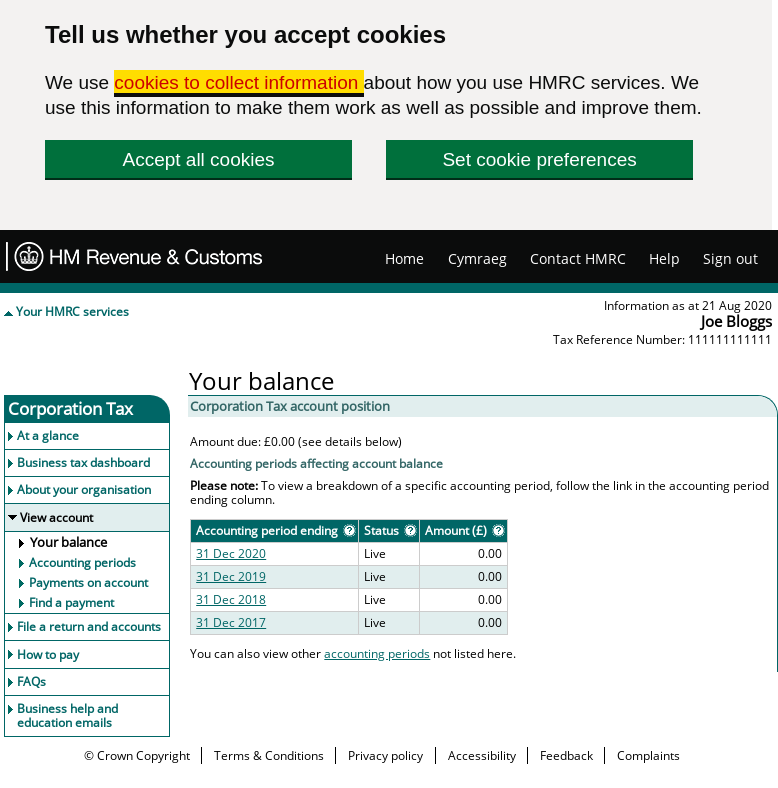 Tell us whether you accept cookies
We use cookies to collect information about how you use HMRC services. We
use this information to make them work as well as possible and improve them.
Accept all cookies
Set cookie preferences
HM Revenue & Customs
Home
Cymraeg
Contact HMRC
Help
Sign out
Your HMRC services
Information as at 21 Aug 2020
Joe Bloggs
Tax Reference Number: 111111111111
Your balance
Corporation Tax
At a glance
Business tax dashboard
About your organisation
View account
Your balance
Accounting periods
Payments on account
Find a payment
File a return and accounts
How to pay
FAQs
Business help and
education emails
Corporation Tax account position
Amount due: £0.00 (see details below)
Accounting periods affecting account balance
Please note: To view a breakdown of a specific accounting period, follow the link in the accounting period
ending column.
Accounting period ending ? Status ? Amount (£) ?
31 Dec 2020 Live 0.00
31 Dec 2019 Live 0.00
31 Dec 2018 Live 0.00
31 Dec 2017 Live 0.00
You can also view other accounting periods not listed here.
© Crown Copyright
Terms & Conditions
Privacy policy
Accessibility
Feedback
Complaints